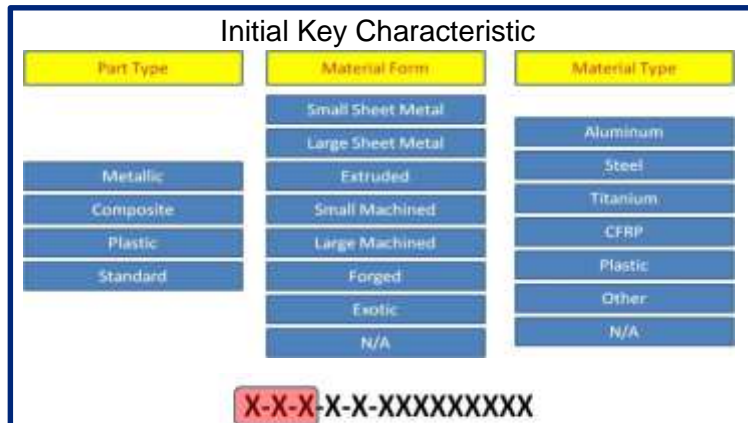 Initial Key Characteristic
Part Type
Metallic
Composite
Plastic
Standard
Material Form
Small Sheet Metal
Large Sheet Metal
Extruded
Small Machined
Large Machined
Forged
Exotic
N/A
Material Type
Aluminum
Steel
Titanium
CFRP
Plastic
Other
N/A
X-X-X-X-X-XXXXXXXXX